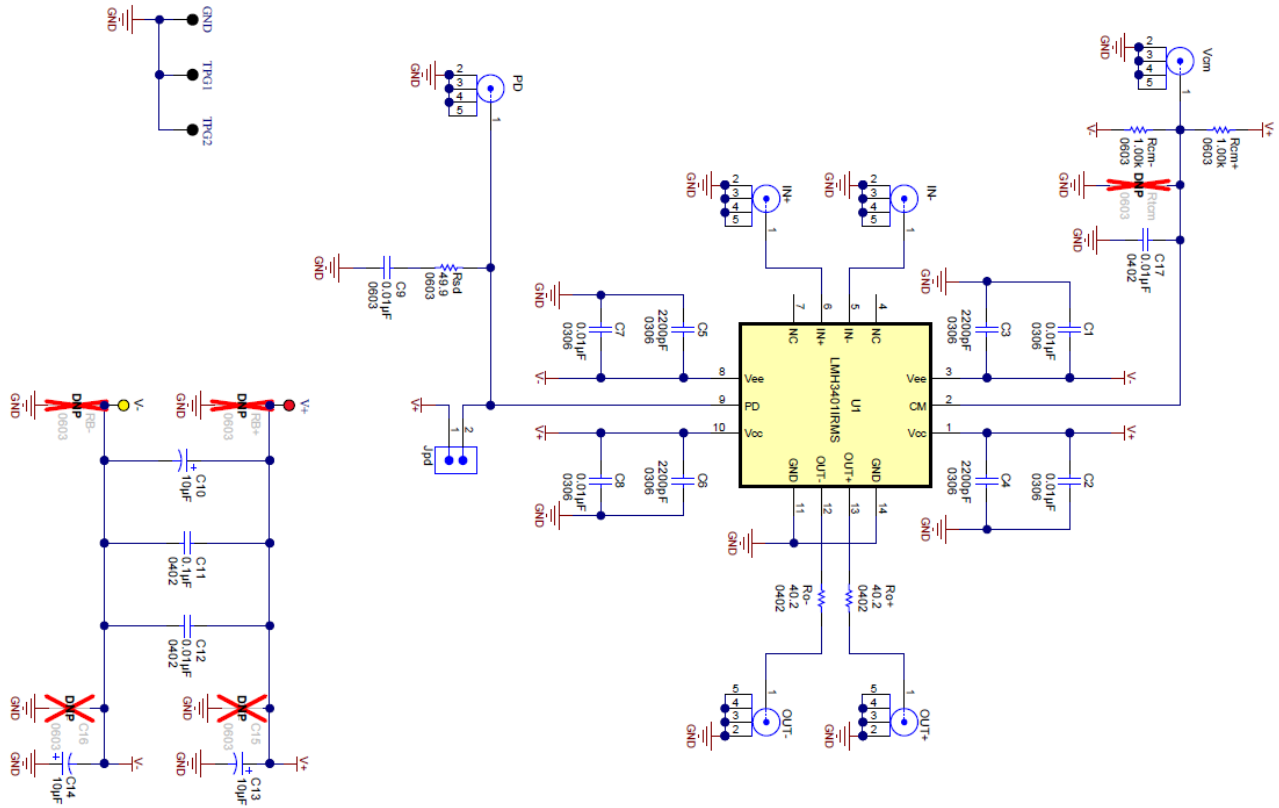 GND
GND
TPG1
TPG2
PD
2
3
4
5
GND
1
Vcm
2
3
4
5
GND
1
V+
Rcm+
1.00k
0603
V-
Rcm-
1.00k
0603
GND
DNP
Rtcm
0603
GND
C17
0.01µF
0402
IN+
2
3
4
5
GND
1
IN-
2
3
4
5
GND
1
GND
C9
0.01µF
0603
Rsd
49.9
0603
GND
C7
0.01µF
0306
C5
2200pF
0306
V-
GND
C3
2200pF
0306
C1
0.01µF
0306
V-
7
6
5
4
NC
IN+
IN-
NC
LMH3401IRMS
U1
8
Vee
9
PD
10
Vcc
Vee
3
CM
2
Vcc
1
GND
OUT-
OUT+
GND
11
12
13
14
V+
C8
0.01µF
0306
C6
2200pF
0306
GND
V+
C4
2200pF
0306
C2
0.01µF
0306
GND
GND
V+
1
2
Jpd
Ro-
40.2
0402
Ro+
40.2
0402
1
5
4
3
2
GND
OUT-
1
5
4
3
2
GND
OUT+
V-
GND
DNP
RB-
0603
V+
GND
DNP
RB+
0603
C10
10µF
C11
0.1µF
0402
C12
0.01µF
0402
GND
DNP
C16
0603
GND
DNP
C15
0603
GND
C14
10µF
V-
GND
C13
10µF
V+